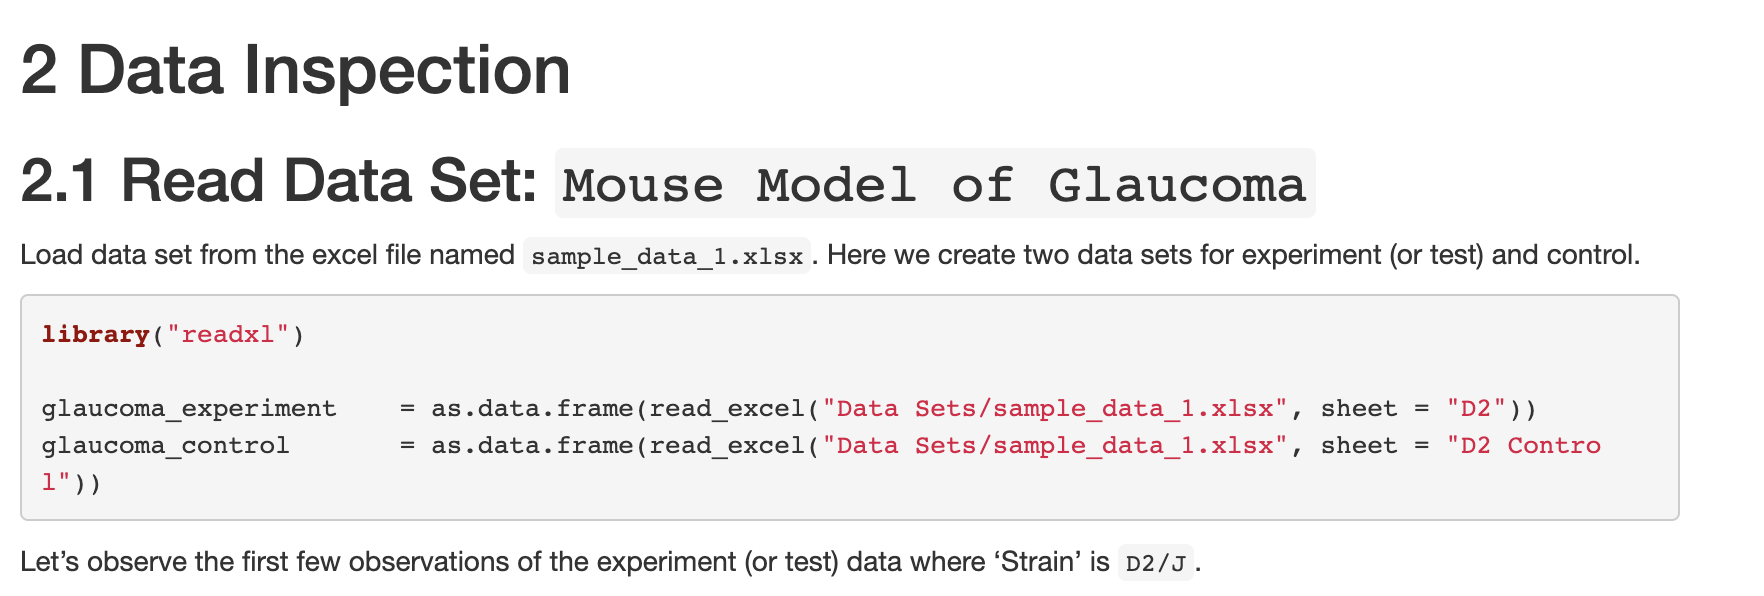 2 Data Inspection
2.1 Read Data Set: Mouse Model of Glaucoma
Load data set from the excel file named sample_data_1.xlsx. Here we create two data sets for experiment (or test) and control.
library("readxl")
glaucoma_experiment    = as.data.frame(read_excel("Data Sets/sample_data_1.xlsx", sheet = "D2"))
glaucoma_control       = as.data.frame(read_excel("Data Sets/sample_data_1.xlsx", sheet = "D2 Contro
l"))
Let’s observe the first few observations of the experiment (or test) data where ‘Strain’ is D2/J.